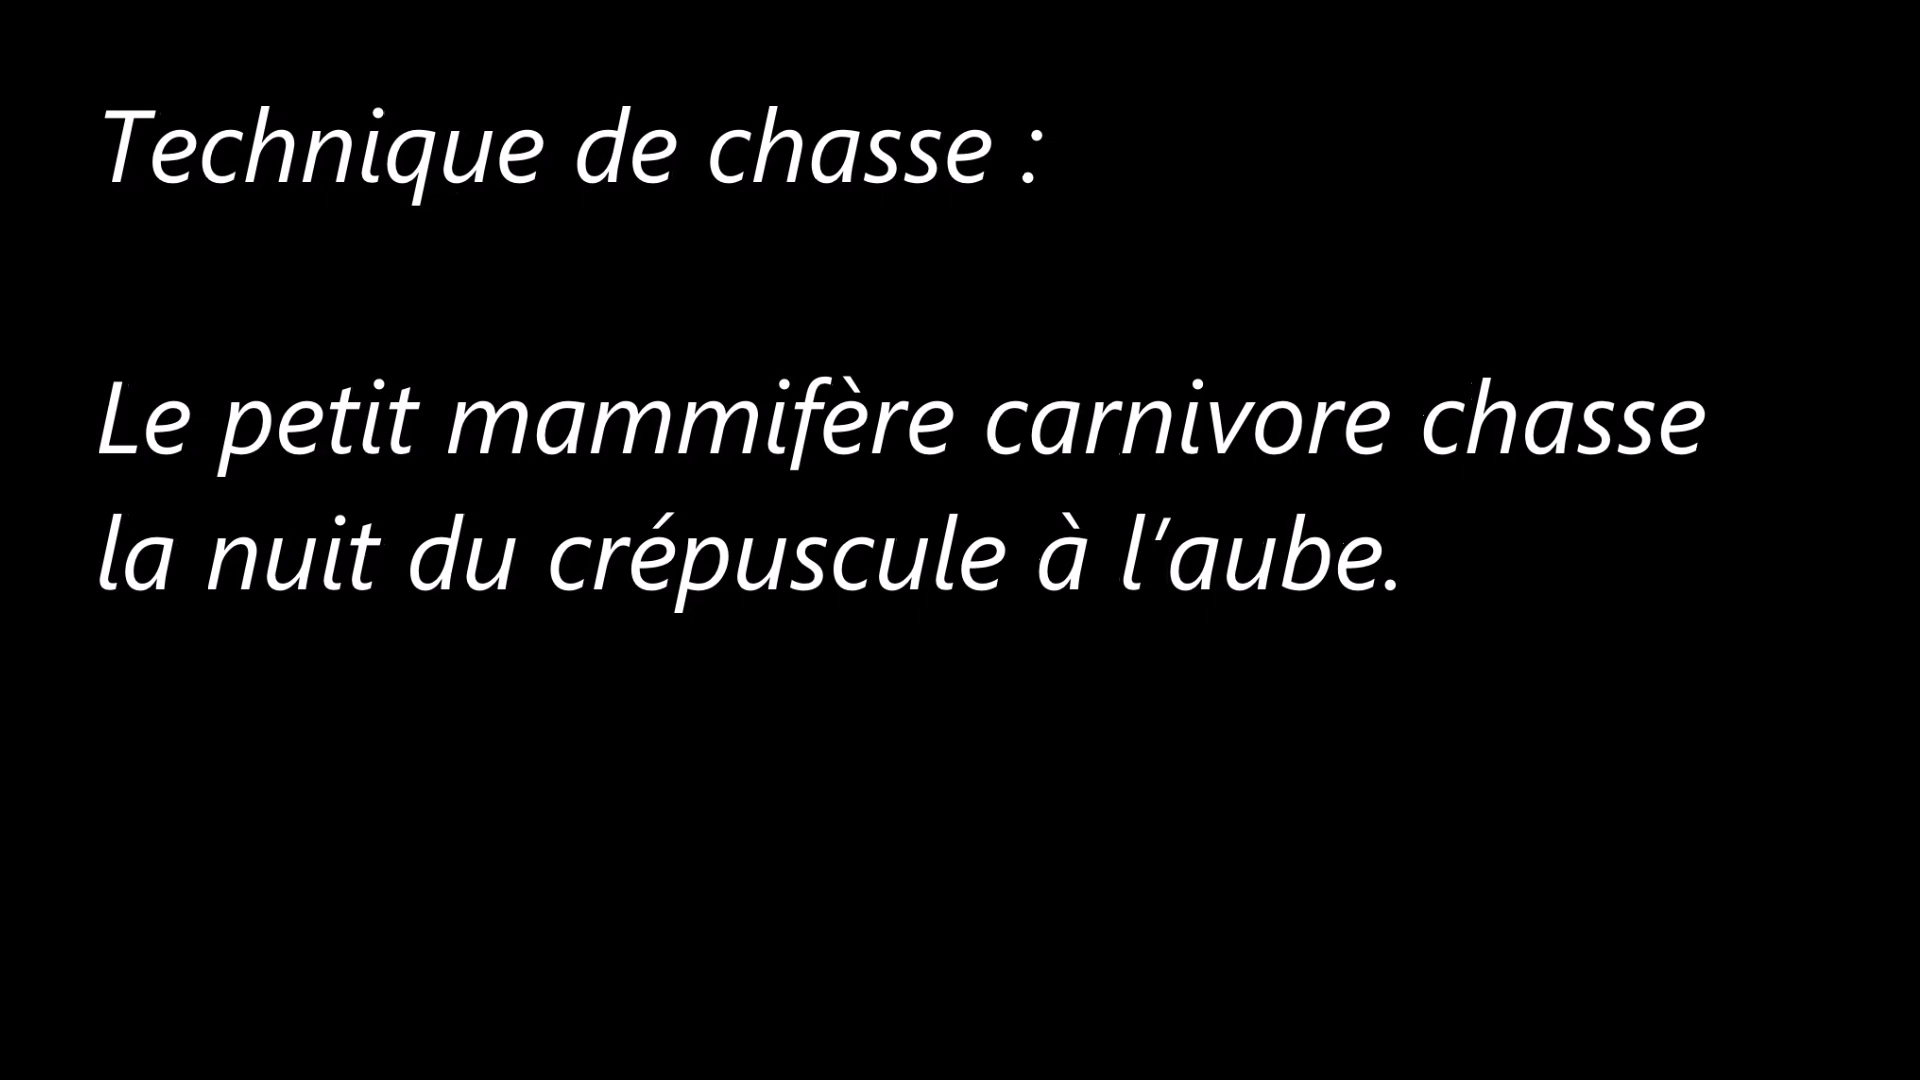 Technique de chasse :
Le petit mammifère carnivore chasse
la nuit du crépuscule à l’aube.